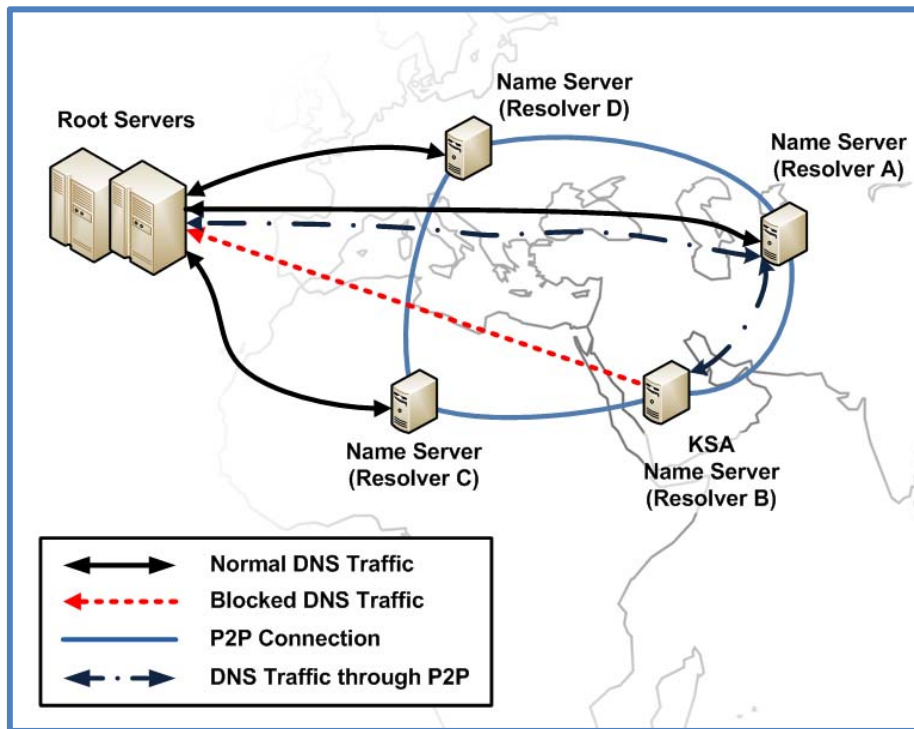 Root Servers
Name Server
(Resolver D)
Name Server
(Resolver A)
Name Server
(Resolver C)
KSA
Name Server
(Resolver B)
Normal DNS Traffic
Blocked DNS Traffic
P2P Connection
DNS Traffic through P2P